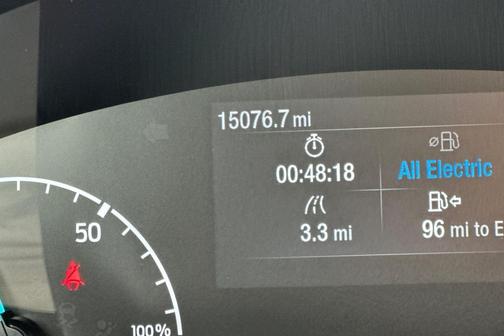 15076.7 mi
00:48:18
All Electric
3.3 mi
96 mi to E
50
100%